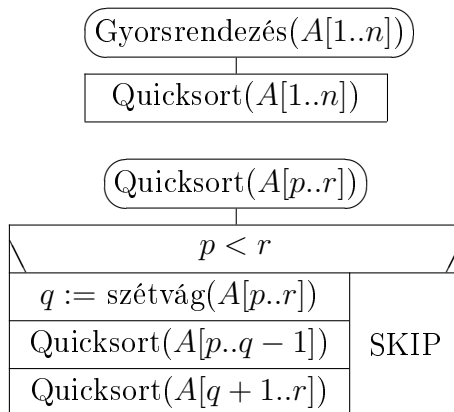 Gyorsrendezés(A[1..n])
Quicksort(A[1..n])
Quicksort(A[p..r])
p < r
q := szétvág(A[p..r])
Quicksort(A[p..q − 1])
SKIP
Quicksort(A[q + 1..r])